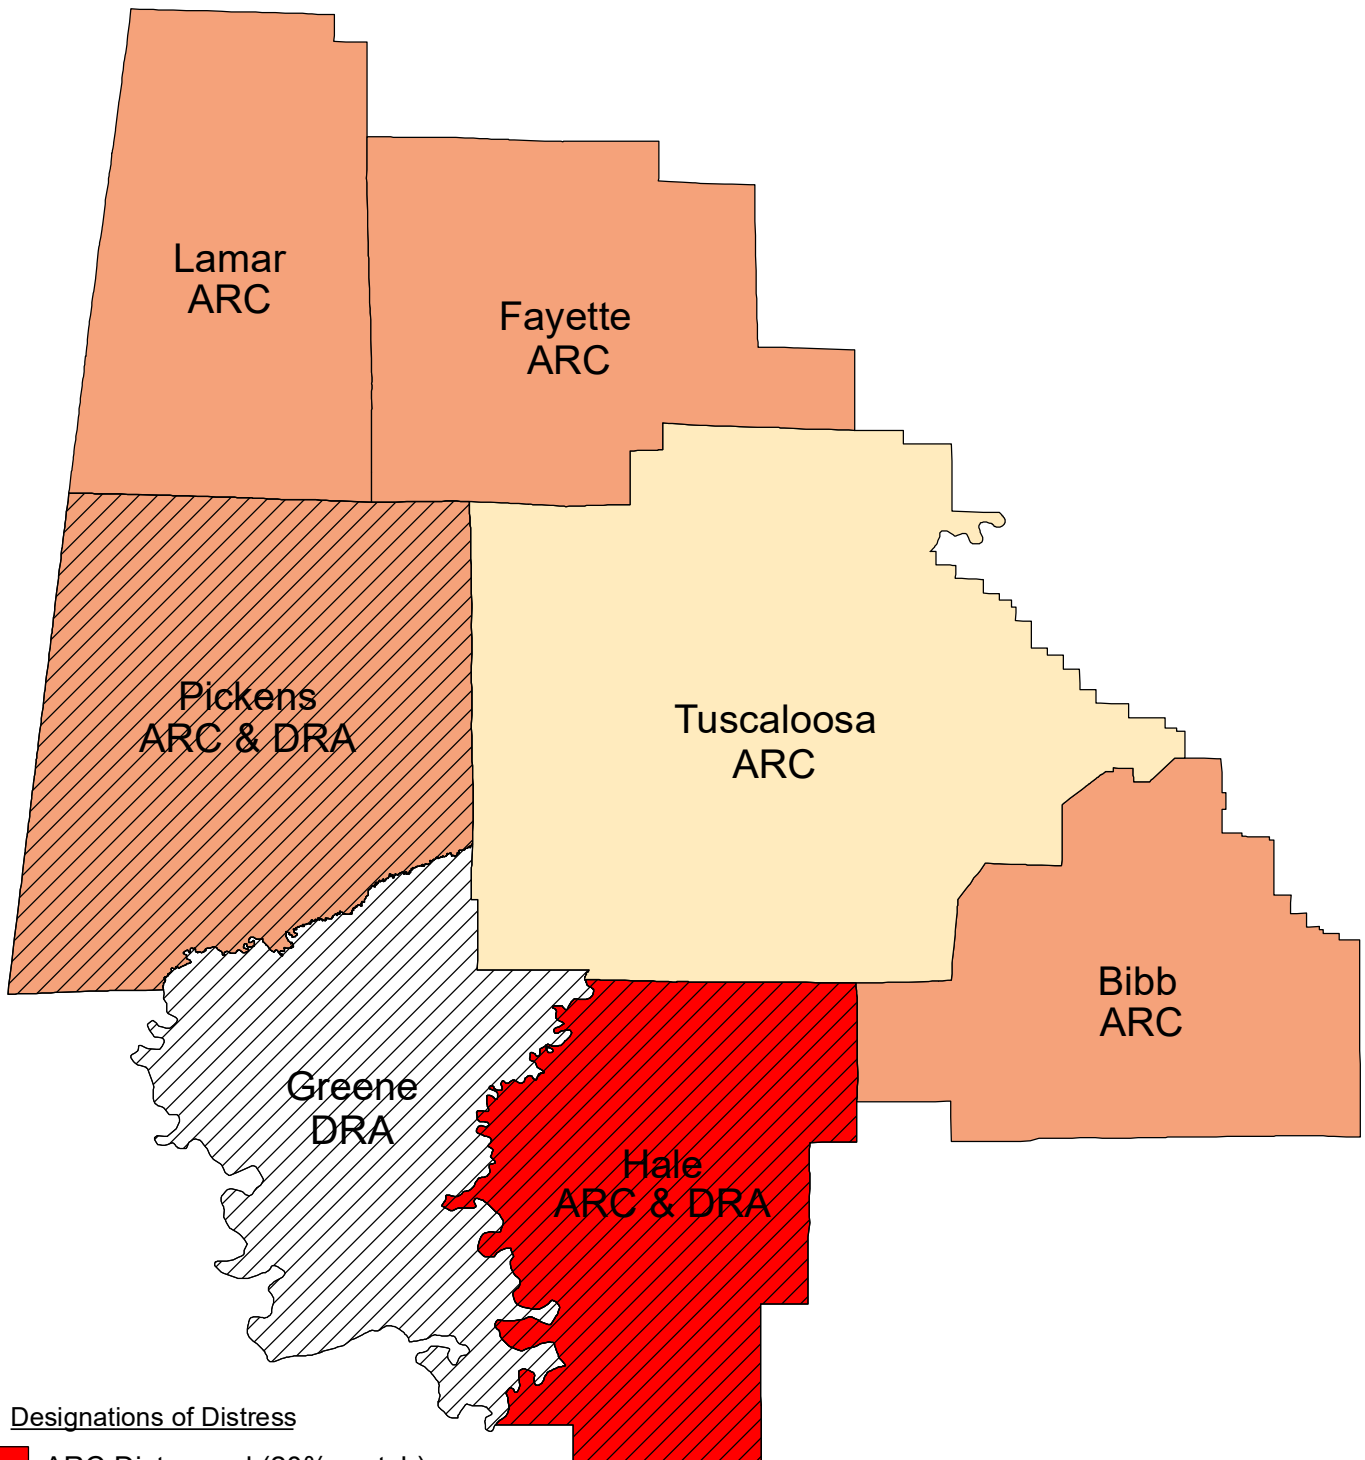 Lamar
ARC
Fayette
ARC
Pickens
ARC & DRA
Tuscaloosa
ARC
Bibb
ARC
Greene
DRA
Hale
ARC & DRA
Designations of Distress
ARC